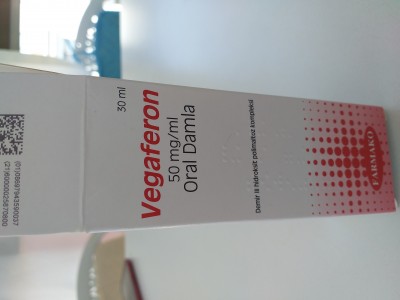 30 ml
Vegaferon
50 mg/ml
Oral Damla
Demir III hidroksit polimaltoz kompleksi
FARMAKO